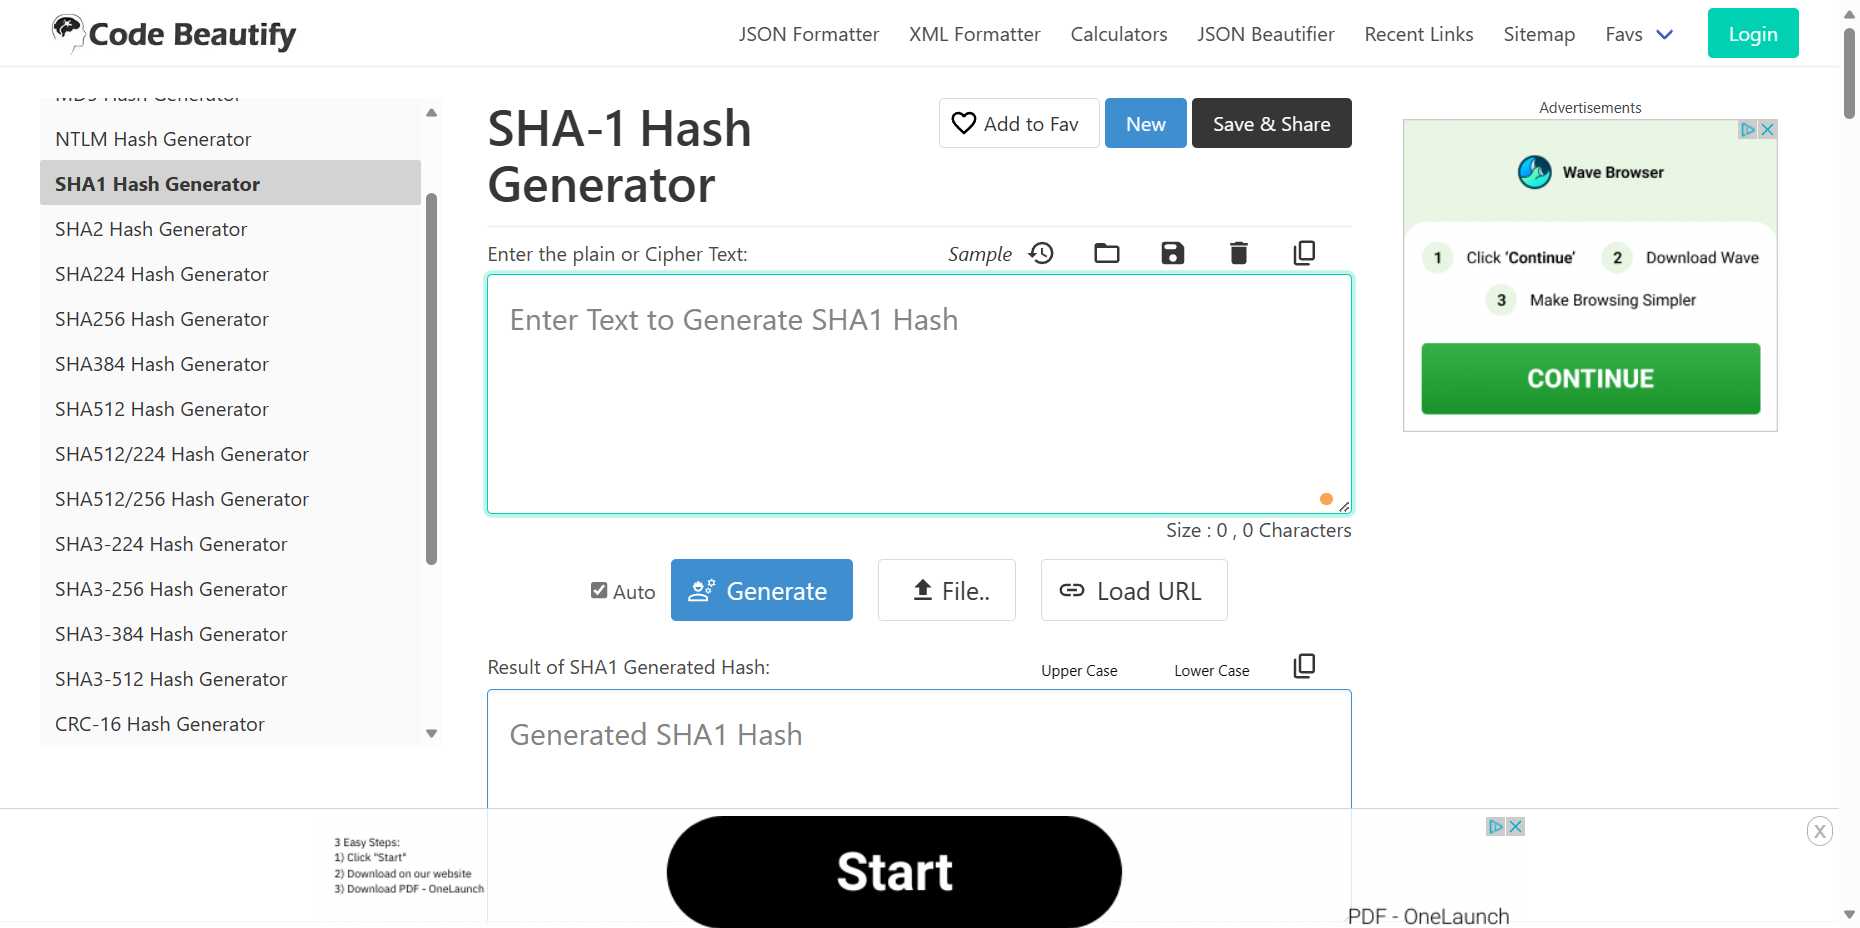 Code Beautify
JSON Formatter
XML Formatter
Calculators
JSON Beautifier
Recent Links
Sitemap
Favs
Login
MD5 Hash Generator
NTLM Hash Generator
SHA1 Hash Generator
SHA2 Hash Generator
SHA224 Hash Generator
SHA256 Hash Generator
SHA384 Hash Generator
SHA512 Hash Generator
SHA512/224 Hash Generator
SHA512/256 Hash Generator
SHA3-224 Hash Generator
SHA3-256 Hash Generator
SHA3-384 Hash Generator
SHA3-512 Hash Generator
CRC-16 Hash Generator
SHA-1 Hash
Generator
Add to Fav
New
Save & Share
Enter the plain or Cipher Text:
Sample
Enter Text to Generate SHA1 Hash
Size : 0 , 0 Characters
Auto
Generate
File..
Load URL
Result of SHA1 Generated Hash:
Upper Case
Lower Case
Generated SHA1 Hash
Advertisements
Wave Browser
1 Click 'Continue'
2 Download Wave
3 Make Browsing Simpler
CONTINUE
3 Easy Steps:
1) Click "Start"
2) Download on our website
3) Download PDF - OneLaunch
Start
PDF - OneLaunch
X